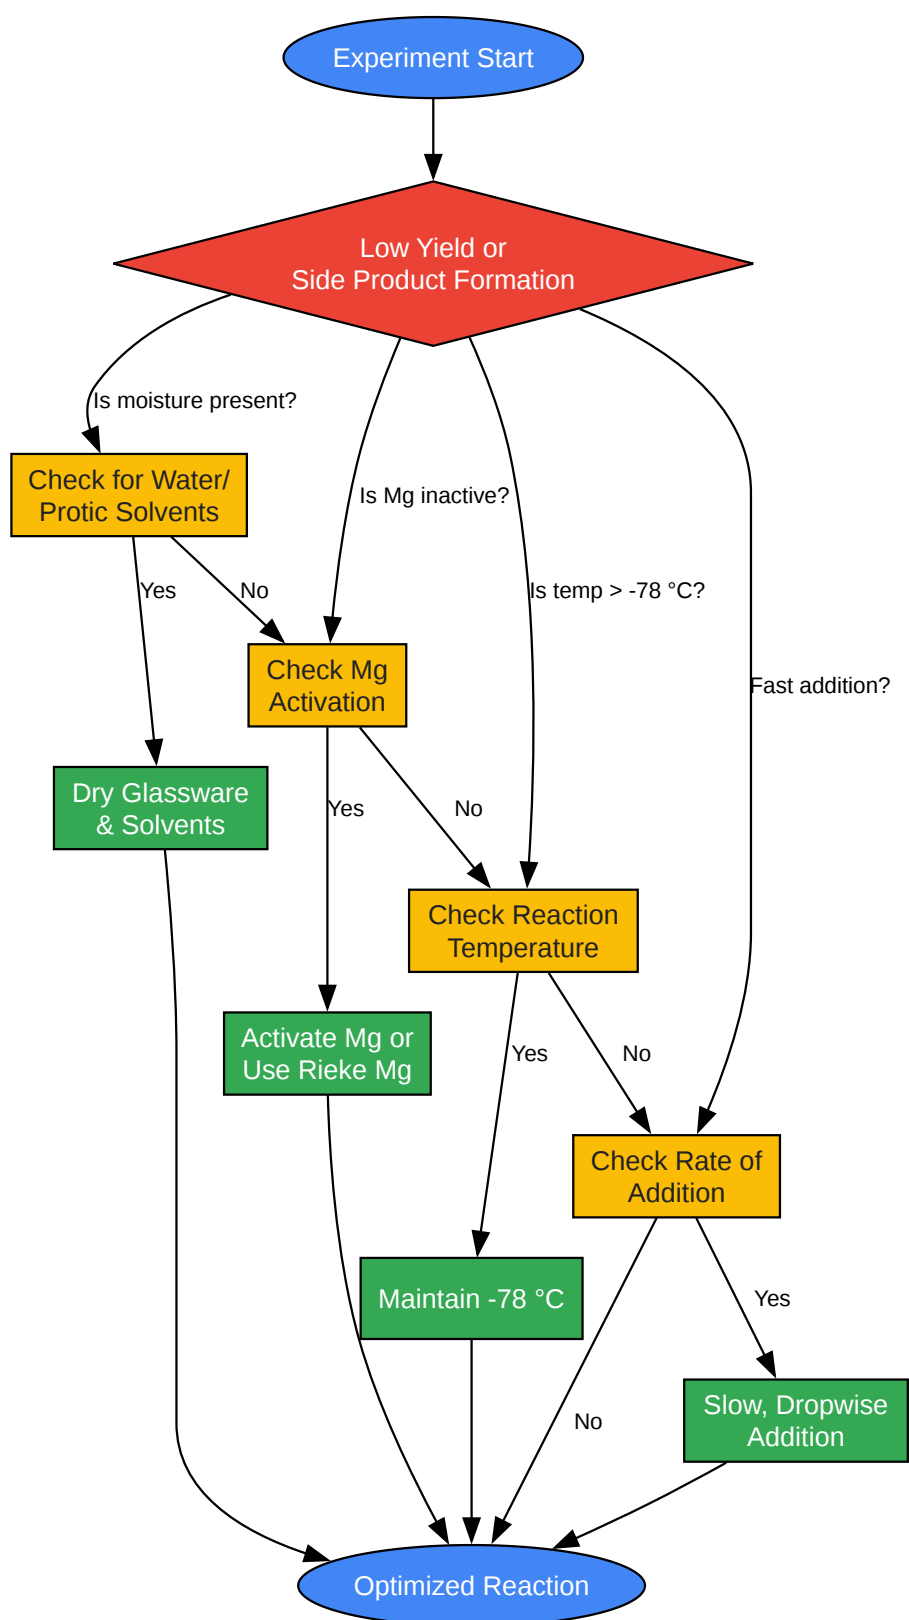 Experiment Start
Low Yield or
Side Product Formation
Is moisture present?
Check for Water/
Protic Solvents
Is Mg inactive?
Yes
No
Is temp > -78 °C?
Check Mg
Activation
Fast addition?
Dry Glassware
& Solvents
Yes
No
Check Reaction
Temperature
Activate Mg or
Use Rieke Mg
Yes
No
Check Rate of
Addition
Maintain -78 °C
Yes
Slow, Dropwise
Addition
No
Optimized Reaction